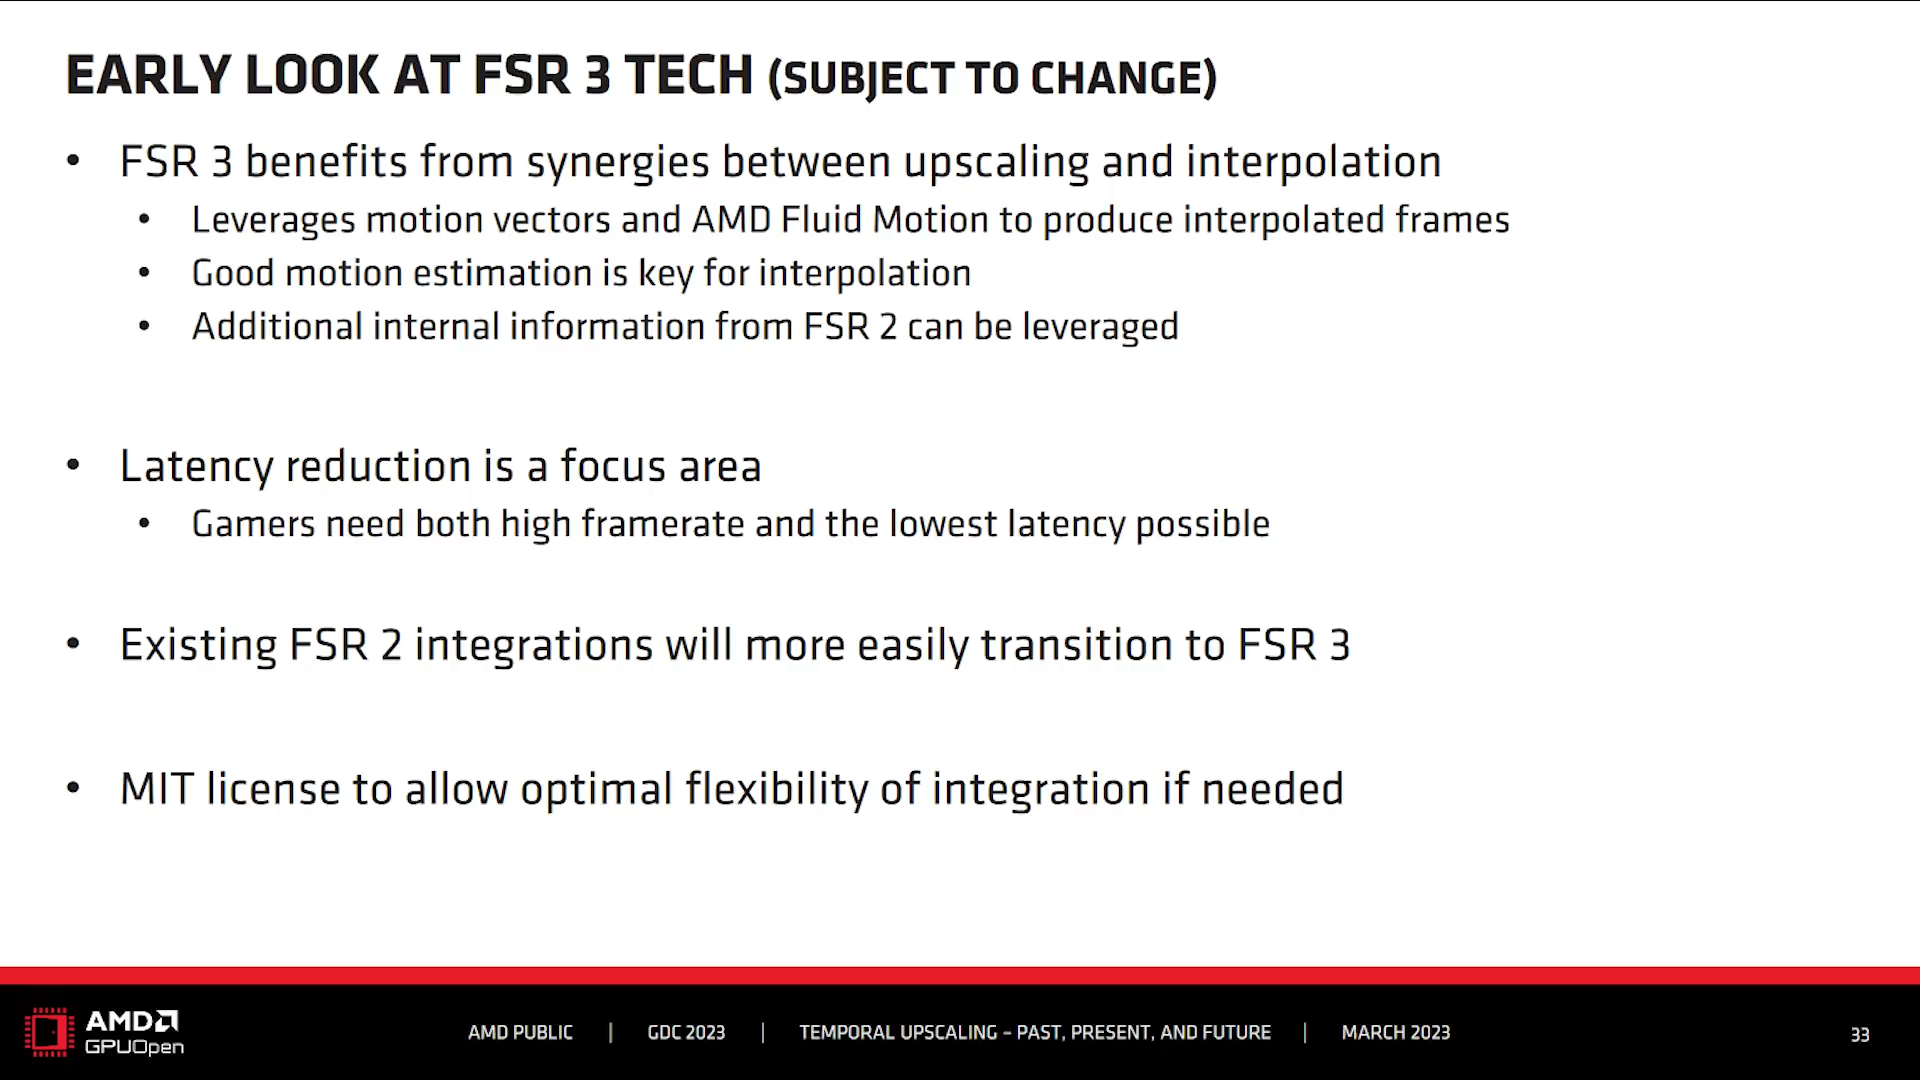 EARLY LOOK AT FSR 3 TECH (SUBJECT TO CHANGE)
• FSR 3 benefits from synergies between upscaling and interpolation
• Leverages motion vectors and AMD Fluid Motion to produce interpolated frames
• Good motion estimation is key for interpolation
• Additional internal information from FSR 2 can be leveraged
• Latency reduction is a focus area
• Gamers need both high framerate and the lowest latency possible
• Existing FSR 2 integrations will more easily transition to FSR 3
• MIT license to allow optimal flexibility of integration if needed
AMD
GPUOpen
AMD PUBLIC | GDC 2023 | TEMPORAL UPSCALING – PAST, PRESENT, AND FUTURE | MARCH 2023
33